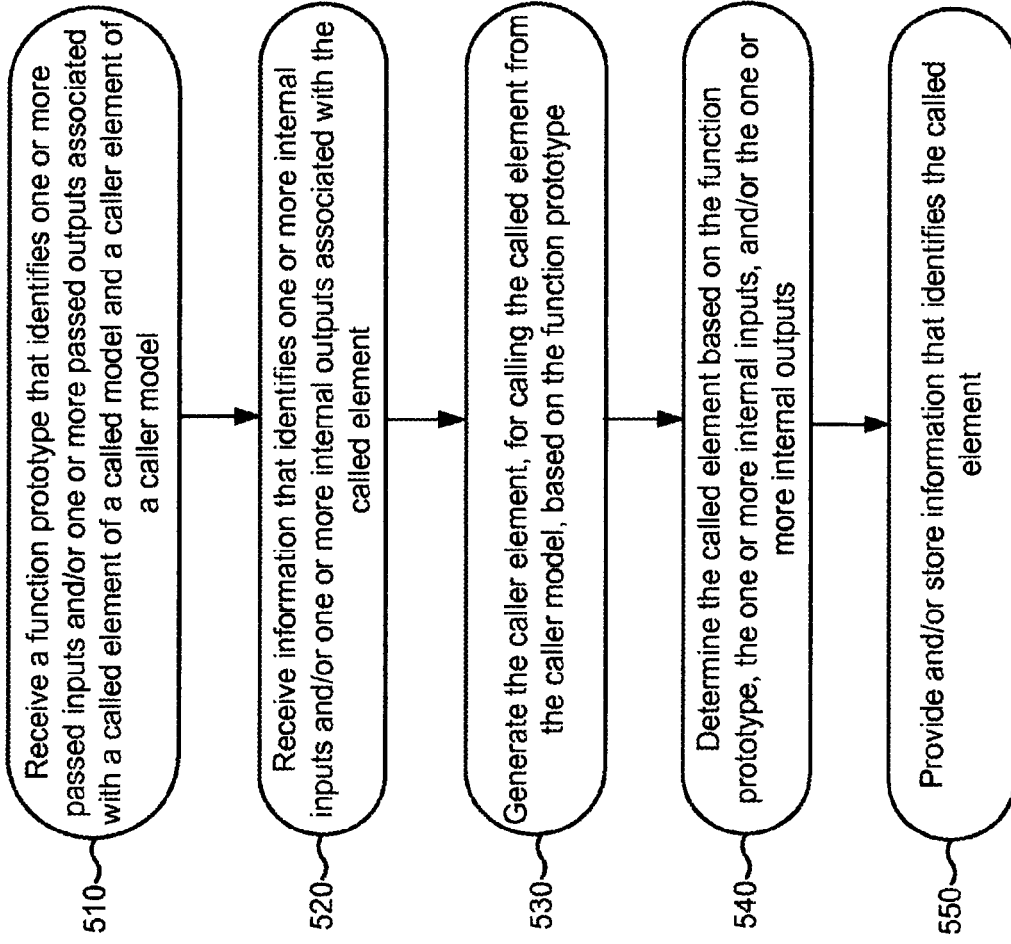 510
Receive a function prototype that identifies one or more
passed inputs and/or one or more passed outputs associated
with a called element of a called model and a caller element of
a caller model
520
Receive information that identifies one or more internal
inputs and/or one or more internal outputs associated with the
called element
530
Generate the caller element, for calling the called element from
the caller model, based on the function prototype
540
Determine the called element based on the function
prototype, the one or more internal inputs, and/or the one or
more internal outputs
550
Provide and/or store information that identifies the called
element